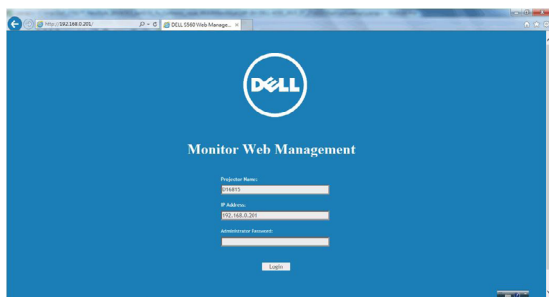 http://192.168.0.201/
DELL S560 Web Manage...
DELL
Monitor Web Management
Projector Name:
D16815
IP Address:
192.168.0.201
Administrator Password:
Login